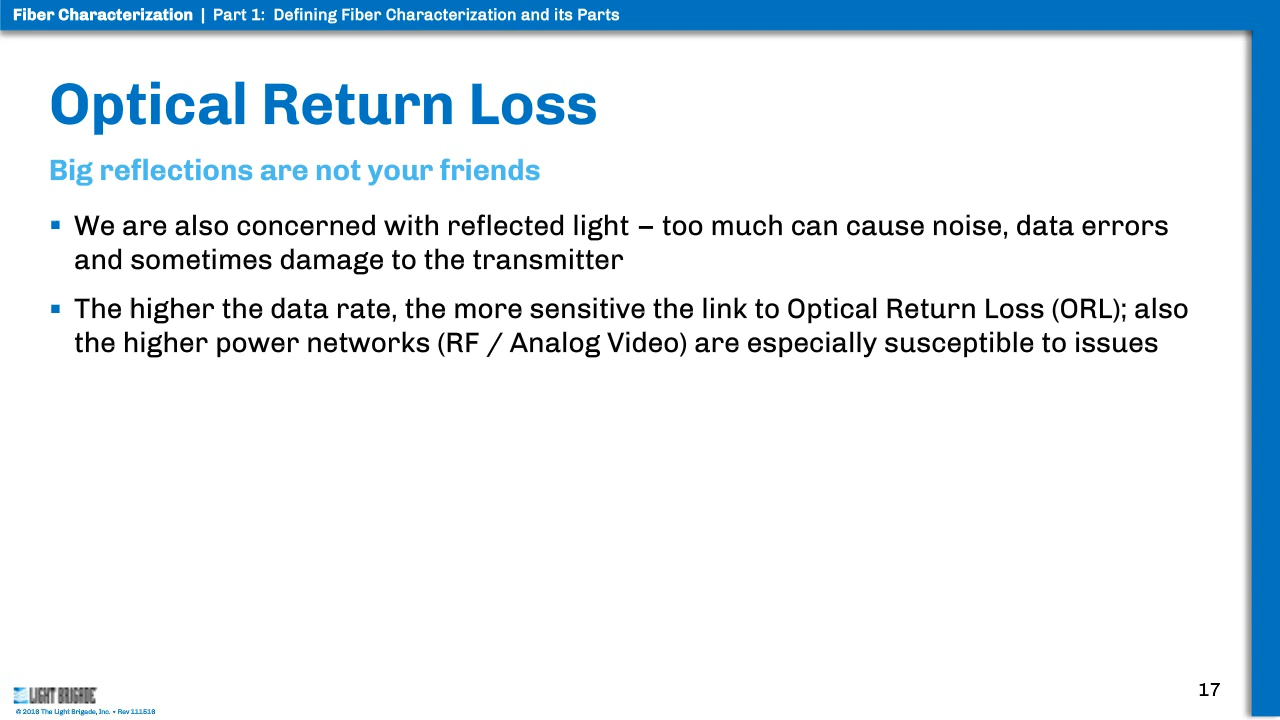 Fiber Characterization | Part 1: Defining Fiber Characterization and its Parts
Optical Return Loss
Big reflections are not your friends
▪ We are also concerned with reflected light – too much can cause noise, data errors
and sometimes damage to the transmitter
▪ The higher the data rate, the more sensitive the link to Optical Return Loss (ORL); also
the higher power networks (RF / Analog Video) are especially susceptible to issues
LIGHT BRIGADE
© 2018 The Light Brigade, Inc. • Rev 111518
17